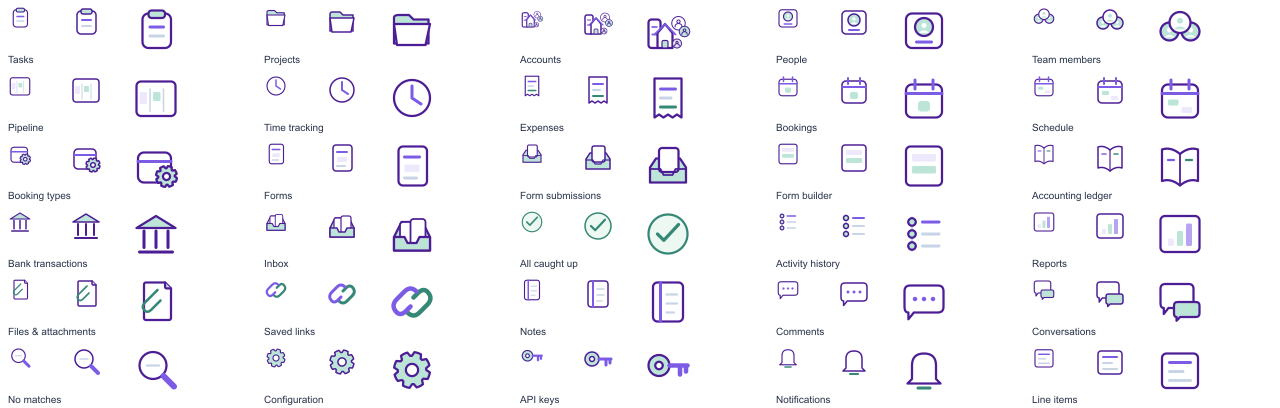 Tasks
Projects
Accounts
People
Team members
Pipeline
Time tracking
Expenses
Bookings
Schedule
Booking types
Forms
Form submissions
Form builder
Accounting ledger
Bank transactions
Inbox
All caught up
Activity history
Reports
Files & attachments
Saved links
Notes
Comments
Conversations
No matches
Configuration
API keys
Notifications
Line items